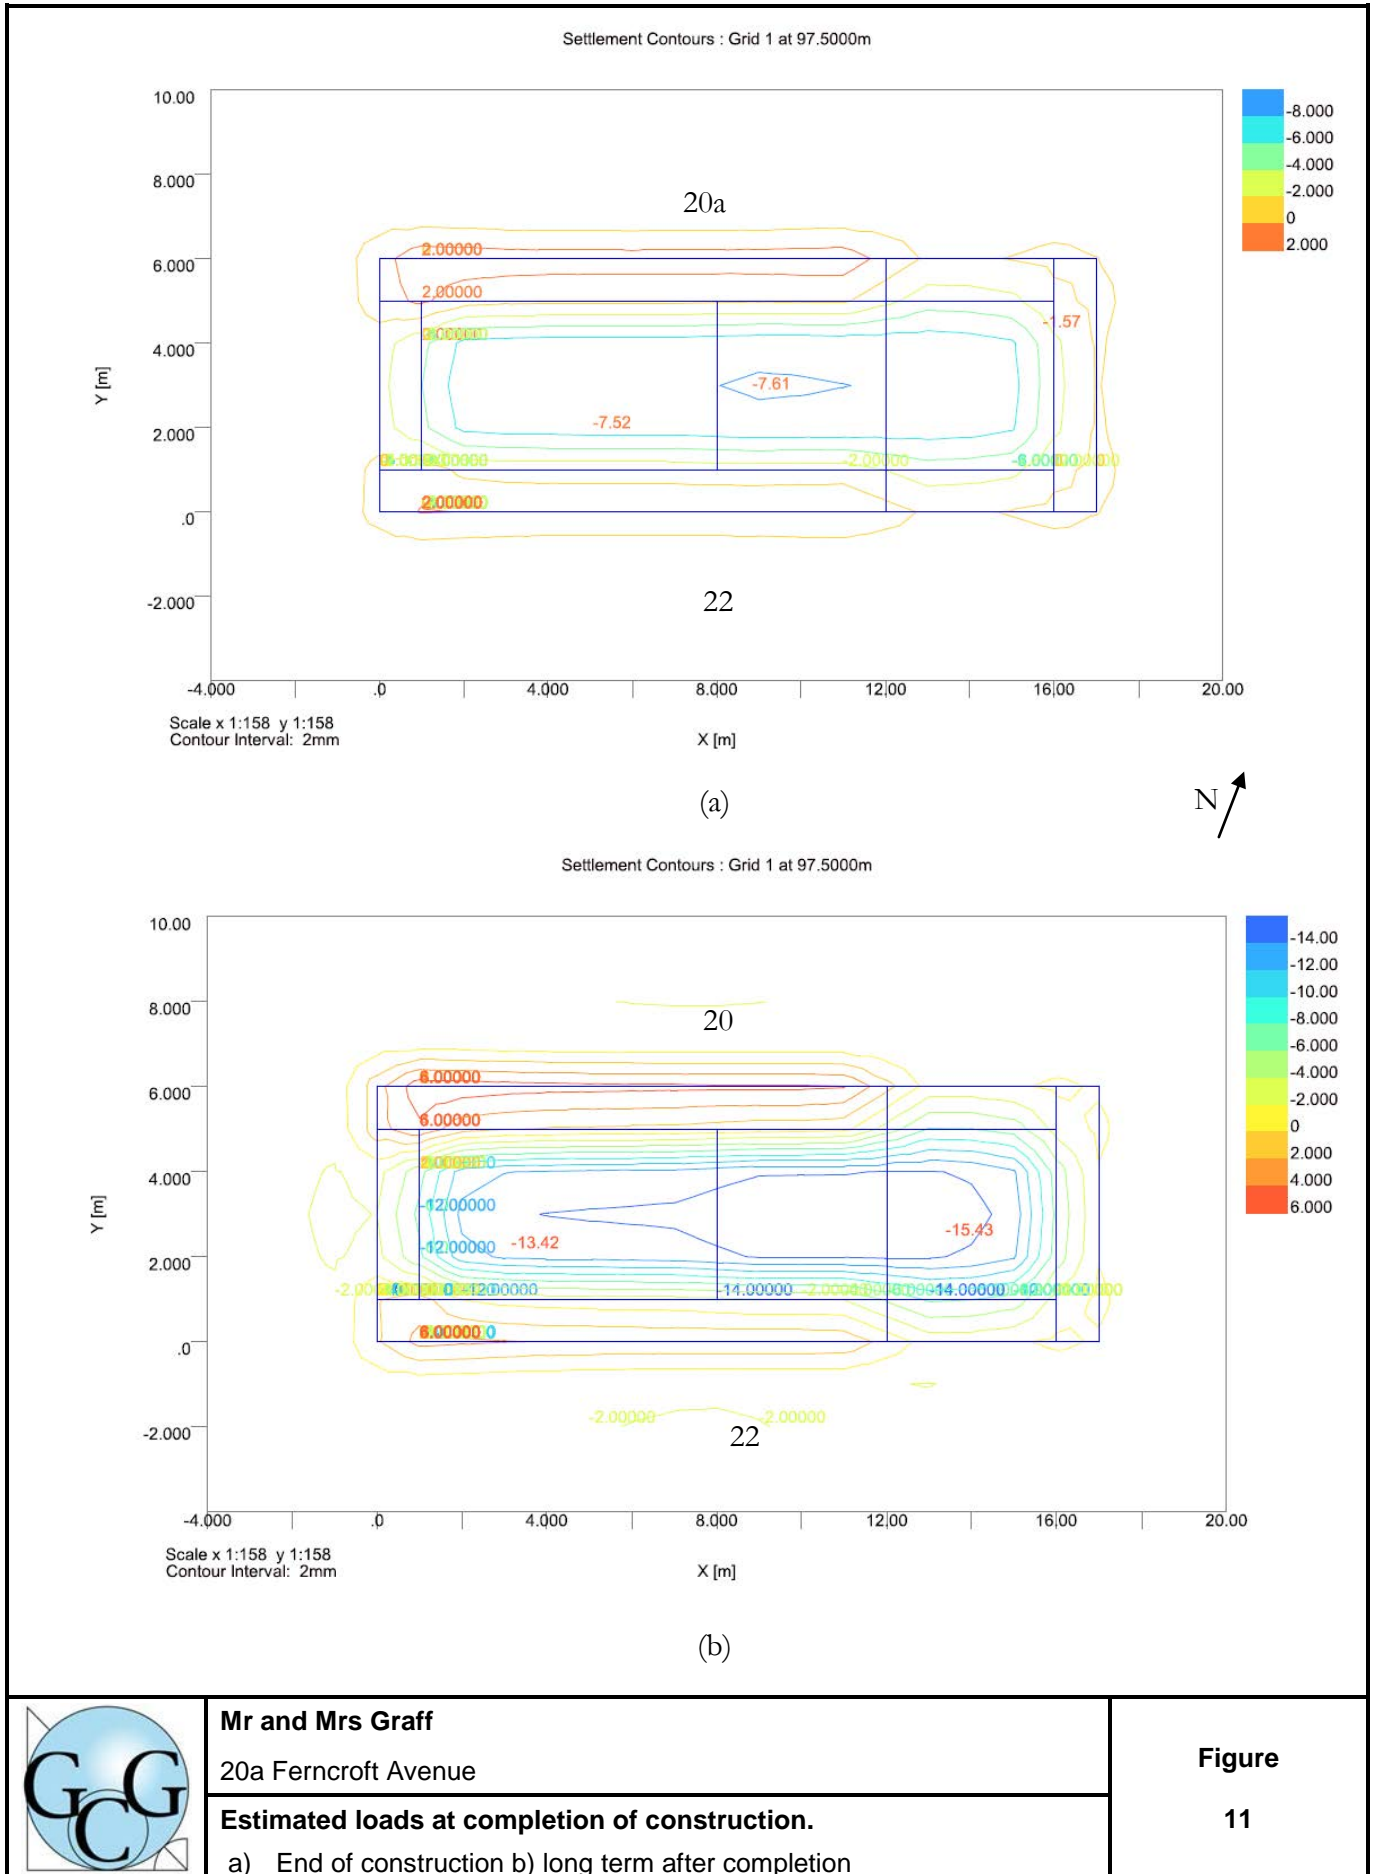 Settlement Contours : Grid 1 at 97.5000m
10.00
8.000
6.000
4.000
2.000
.0
-2.000
Y [m]
20a
2.00000
2.00000
-1.57
-7.61
-7.52
-2.00000
2.00000
22
-8.000
-6.000
-4.000
-2.000
0
2.000
-4.000 .0 4.000 8.000 12.00 16.00 20.00
Scale x 1:158 y 1:158
Contour Interval: 2mm
X [m]
(a)
N
Settlement Contours : Grid 1 at 97.5000m
10.00
8.000
6.000
4.000
2.000
.0
-2.000
Y [m]
20
6.00000
6.00000
-12.00000
-12.00000
-13.42
-15.43
-12.00000
-14.00000
-14.00000
6.00000
-2.00000
-2.00000
22
-14.00
-12.00
-10.00
-8.000
-6.000
-4.000
-2.000
0
2.000
4.000
6.000
-4.000 .0 4.000 8.000 12.00 16.00 20.00
Scale x 1:158 y 1:158
Contour Interval: 2mm
X [m]
(b)
GCG
Mr and Mrs Graff
20a Ferncroft Avenue
Estimated loads at completion of construction.
a) End of construction b) long term after completion
Figure
11